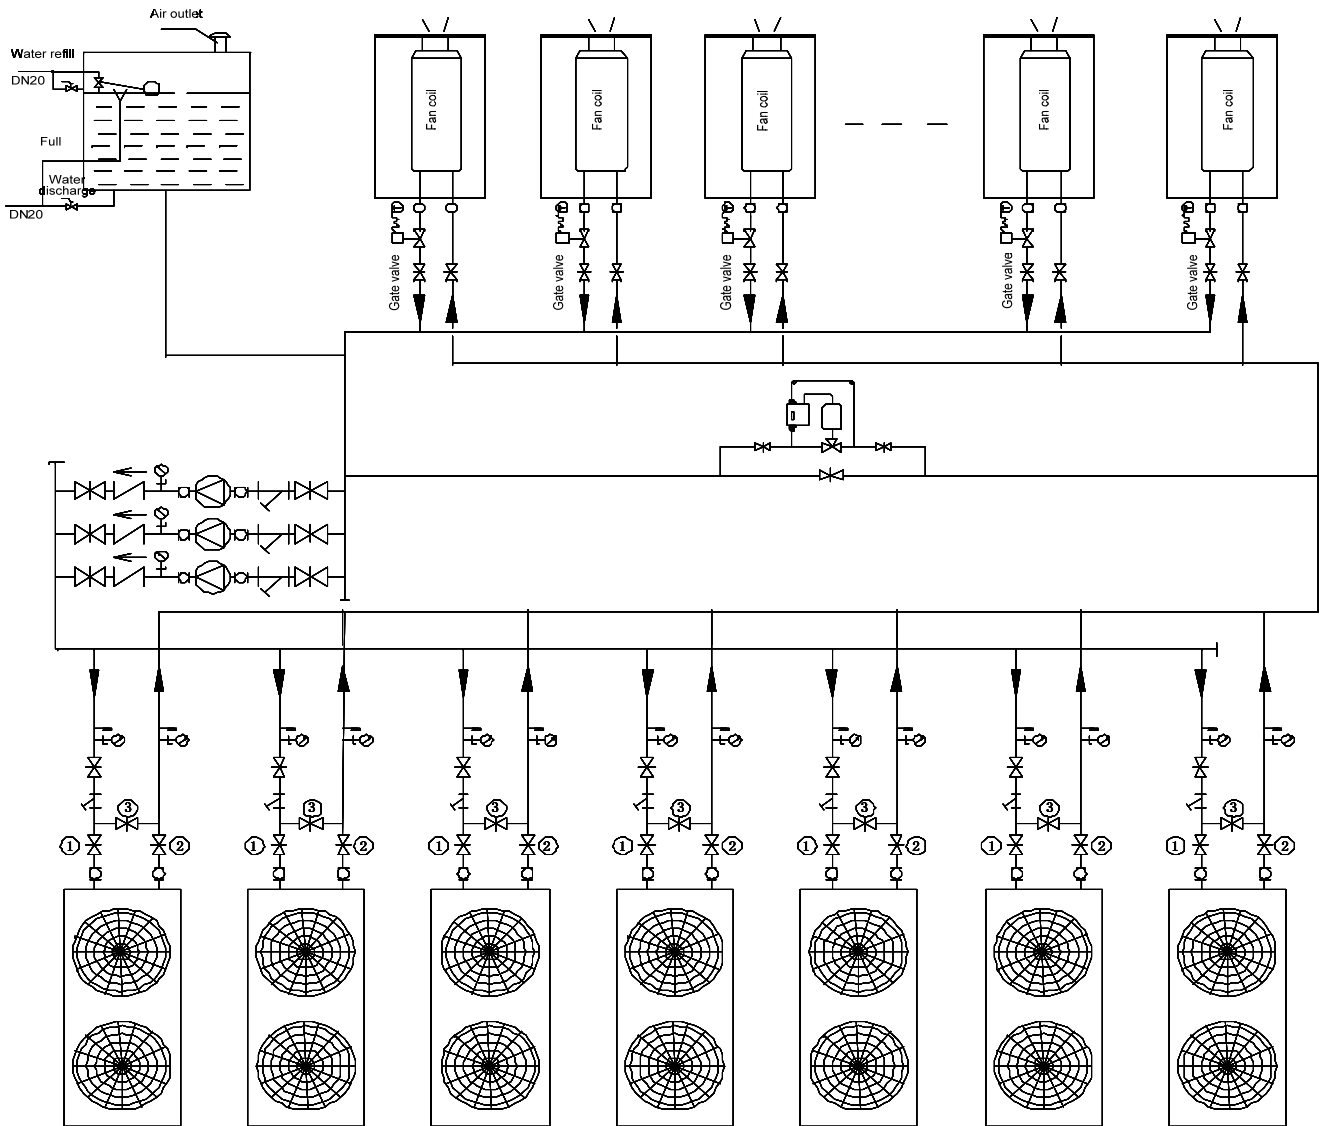 Air outlet
Water refill
DN20
Full
Water
discharge
DN20
Fan coil
Fan coil
Fan coil
Fan coil
Fan coil
Gate valve
Gate valve
Gate valve
Gate valve
Gate valve
3
3
3
3
3
3
3
1 2
1 2
1 2
1 2
1 2
1 2
1 2